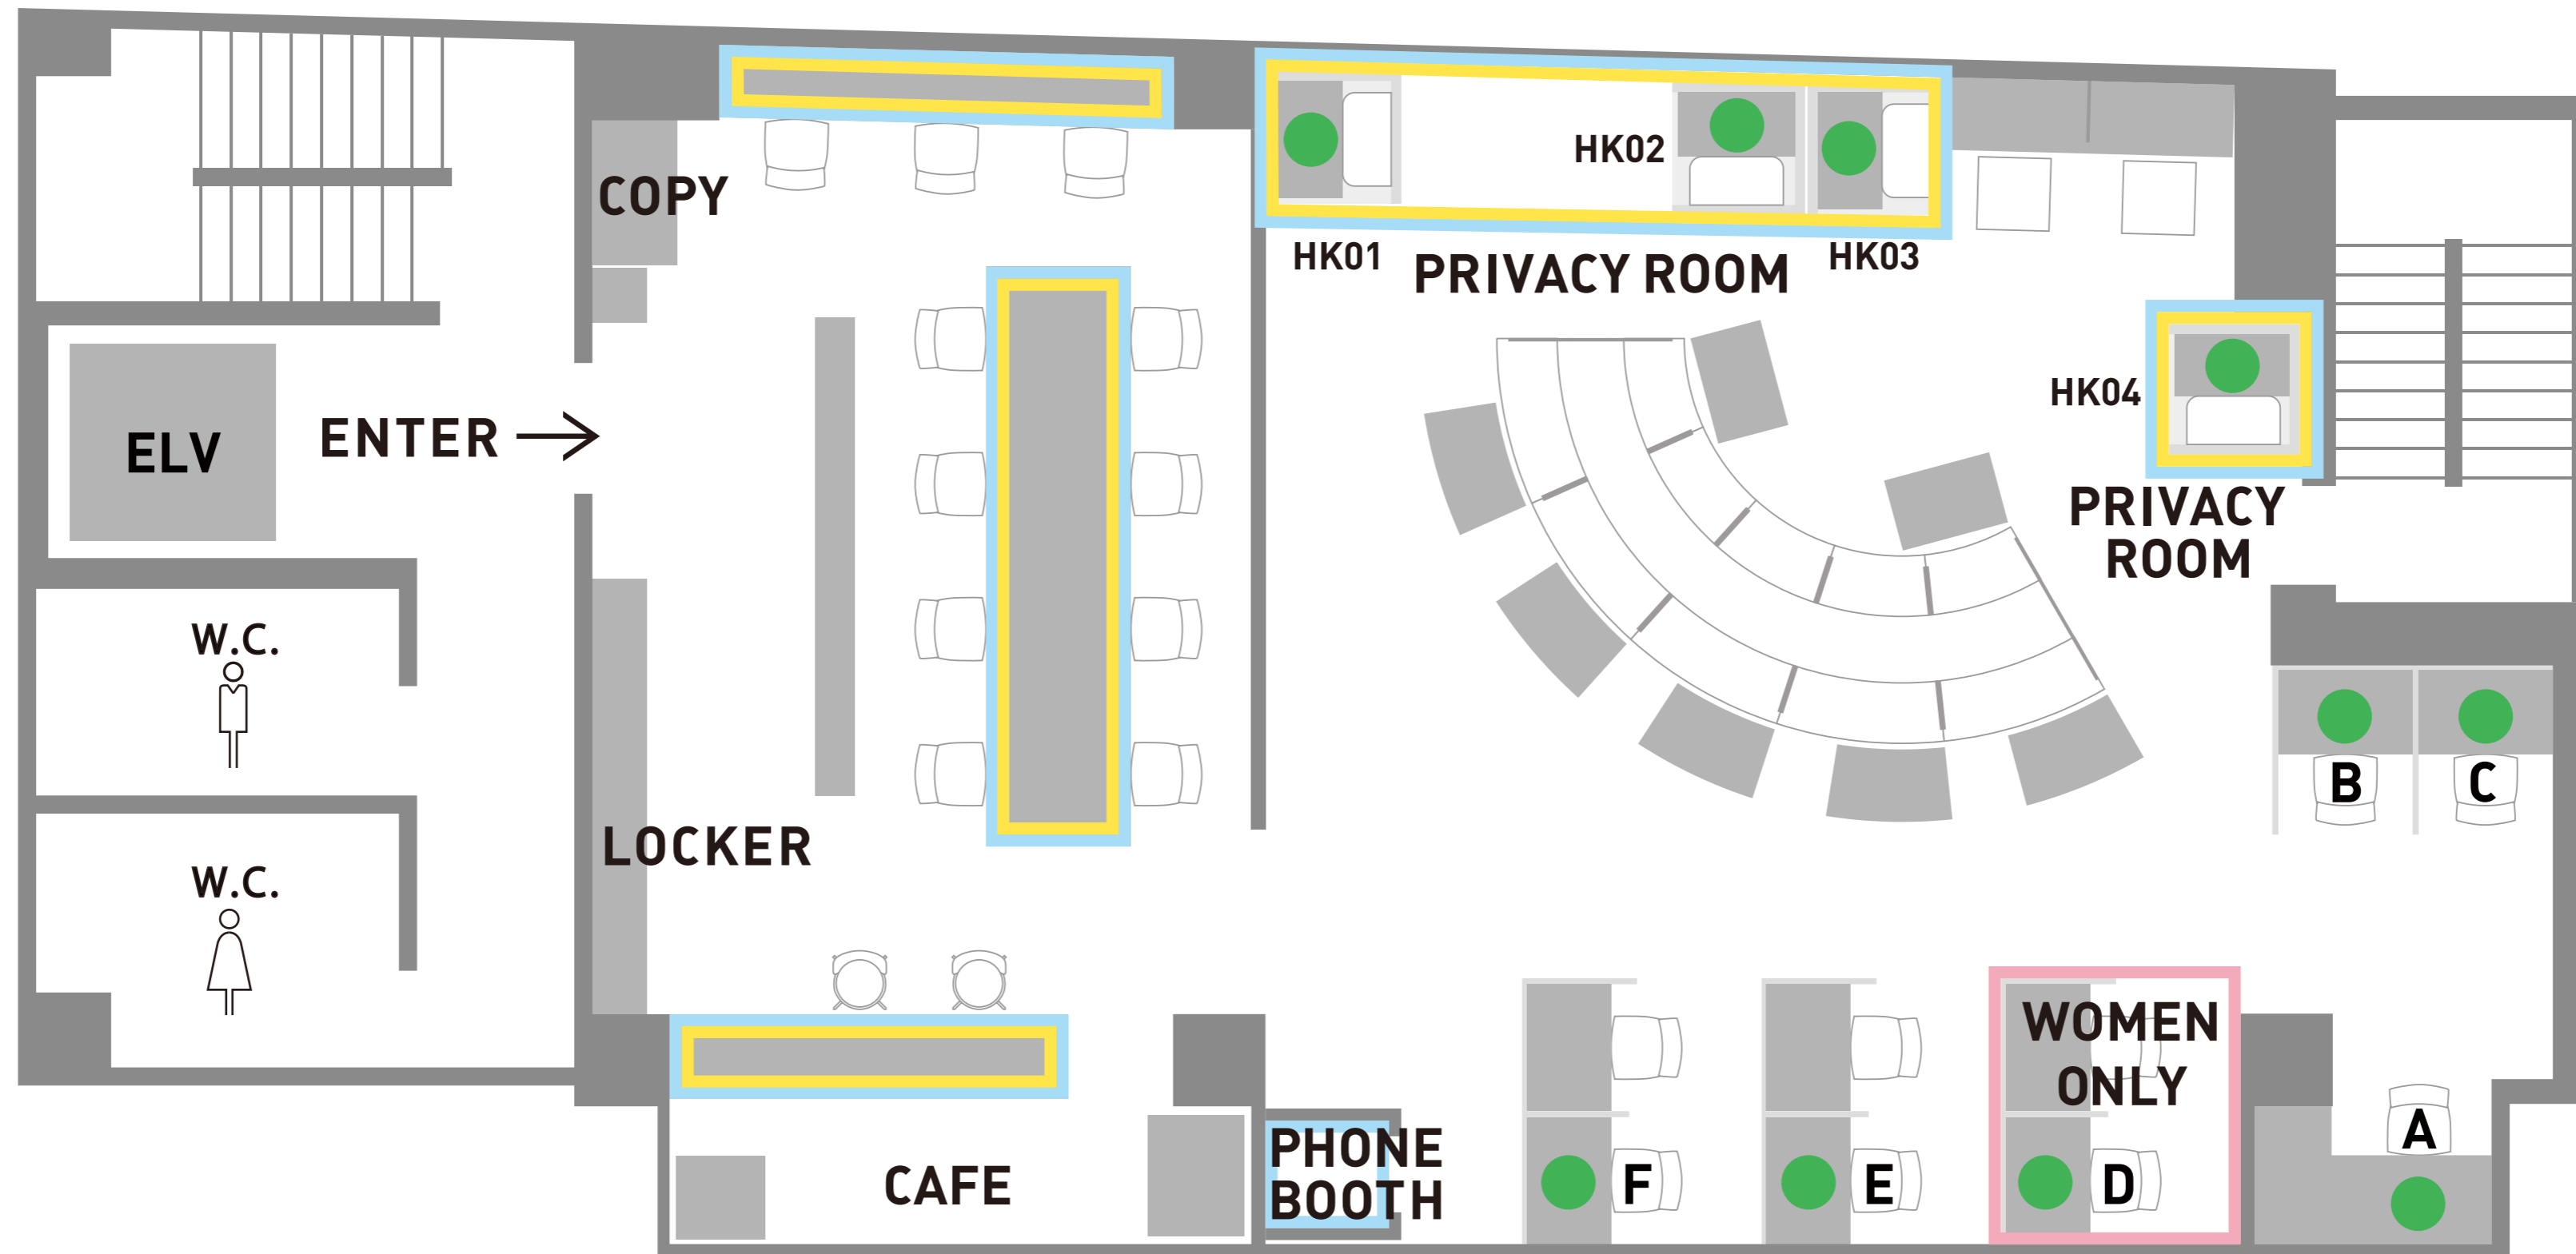 COPY
HK02
HK01
PRIVACY ROOM
HK03
HK04
ELV
ENTER
PRIVACY
ROOM
W.C.
B
C
LOCKER
W.C.
WOMEN
ONLY
PHONE
BOOTH
A
CAFE
F
E
D